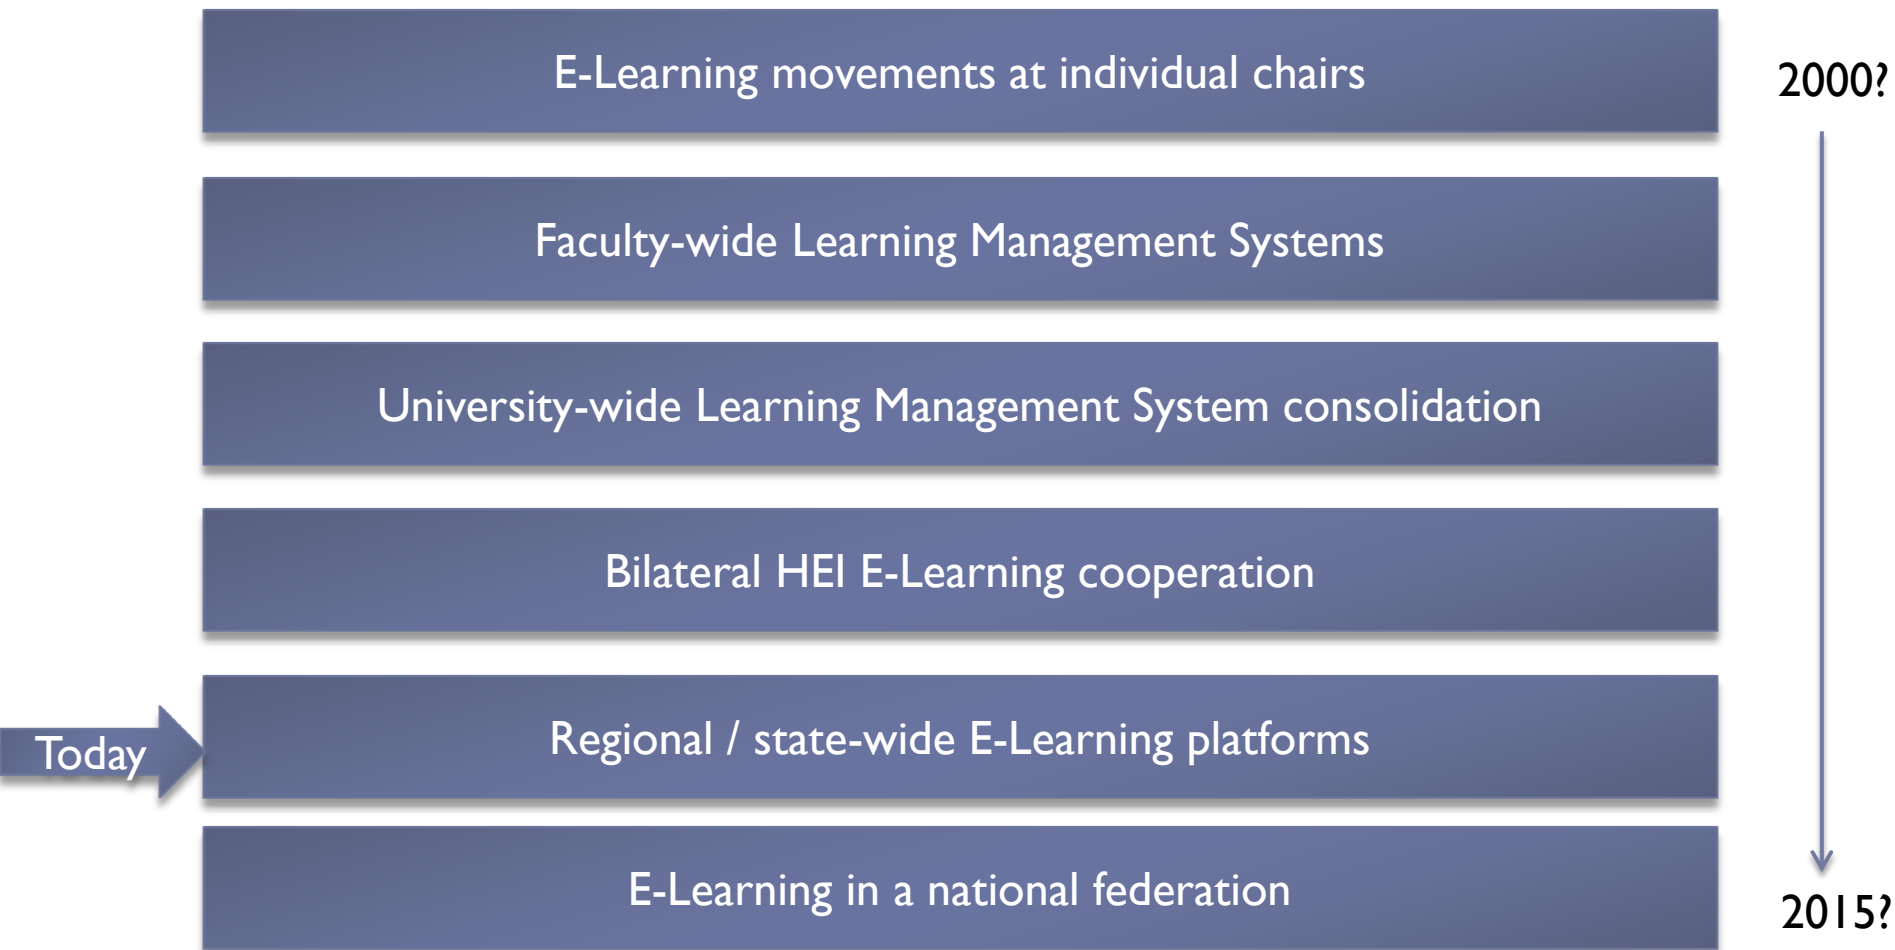 E-Learning movements at individual chairs
2000?
Faculty-wide Learning Management Systems
University-wide Learning Management System consolidation
Bilateral HEI E-Learning cooperation
Today
Regional / state-wide E-Learning platforms
E-Learning in a national federation
2015?